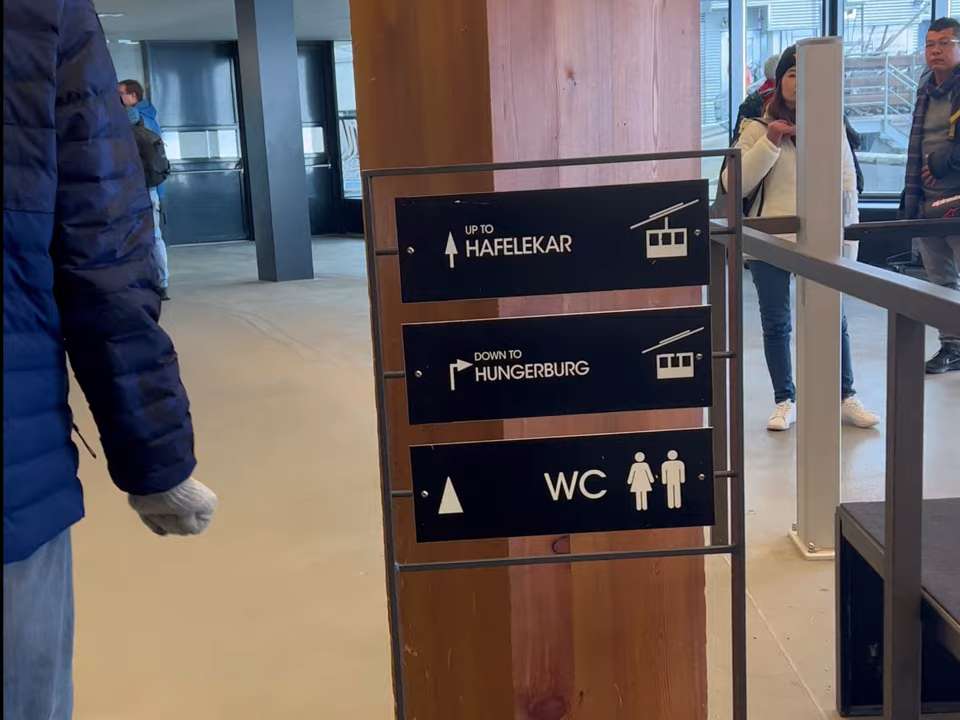 UP TO
HAFELEKAR
DOWN TO
HUNGERBURG
WC